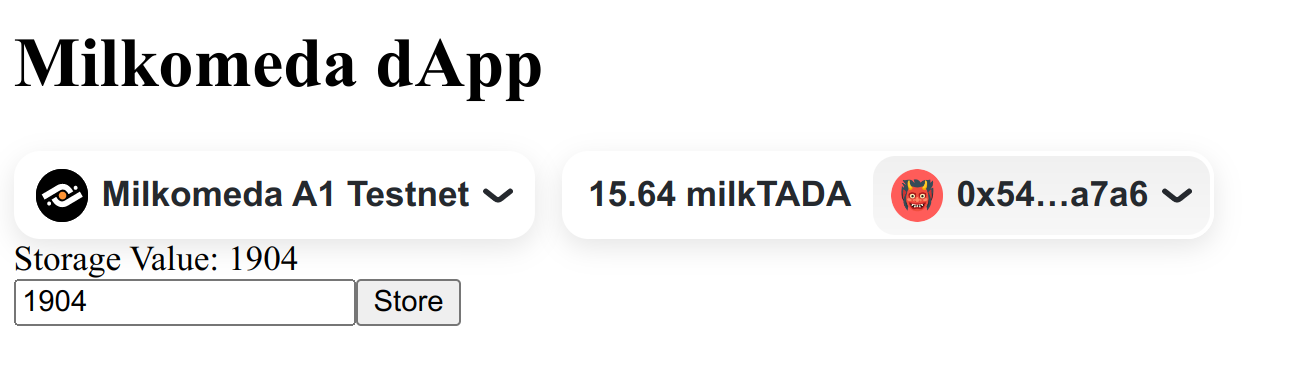 Milkomeda dApp
Milkomeda A1 Testnet 15.64 milkTADA 0x54...a7a6
Storage Value: 1904
1904 Store